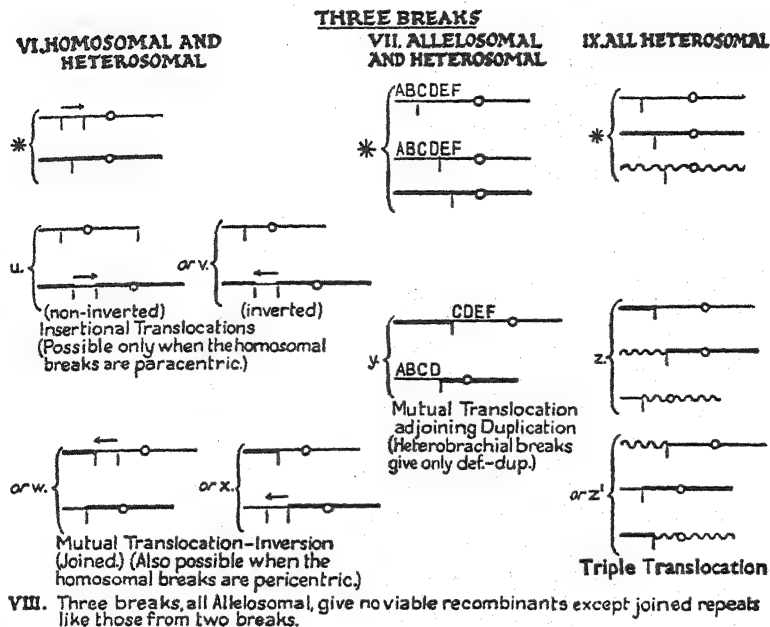 THREE BREAKS
VI. HOMOSOMAL AND
HETEROSOMAL
VII. ALLELOSOMAL
AND HETEROSOMAL
IX. ALL HETEROSOMAL
*
*
ABCDEF
ABCDEF
*
u.
or v.
(non-inverted)
(inverted)
Insertional Translocations
(Possible only when the homosomal
breaks are paracentric.)
y.
CDEF
ABCD
Mutual Translocation
adjoining Duplication
(Heterobrachial breaks
give only def.-dup.)
z.
or w.
or x.
Mutual Translocation-Inversion
(Joined.) (Also possible when the
homosomal breaks are pericentric.)
or z'
Triple Translocation
VIII. Three breaks, all Allelosomal, give no viable recombinants except joined repeats
like those from two breaks.